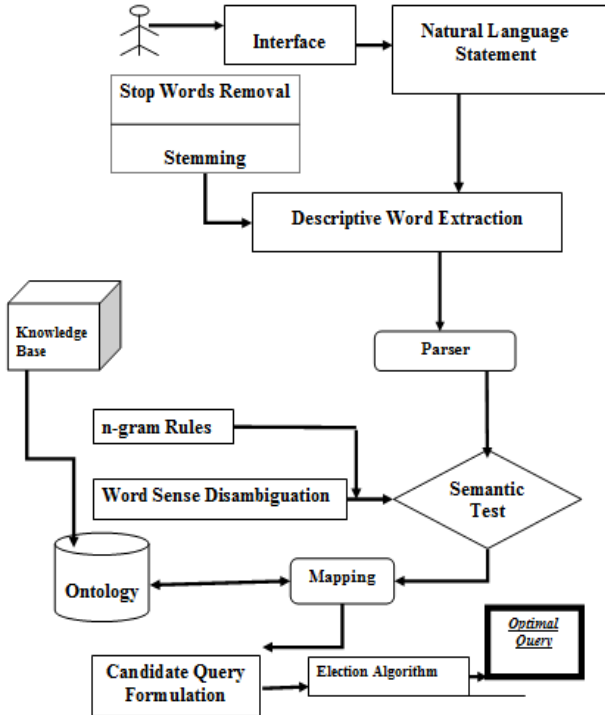 Interface
Natural Language
Statement
Stop Words Removal
Stemming
Descriptive Word Extraction
Knowledge
Base
Parser
n-gram Rules
Word Sense Disambiguation
Semantic
Test
Ontology
Mapping
Optimal
Query
Candidate Query
Formulation
Election Algorithm